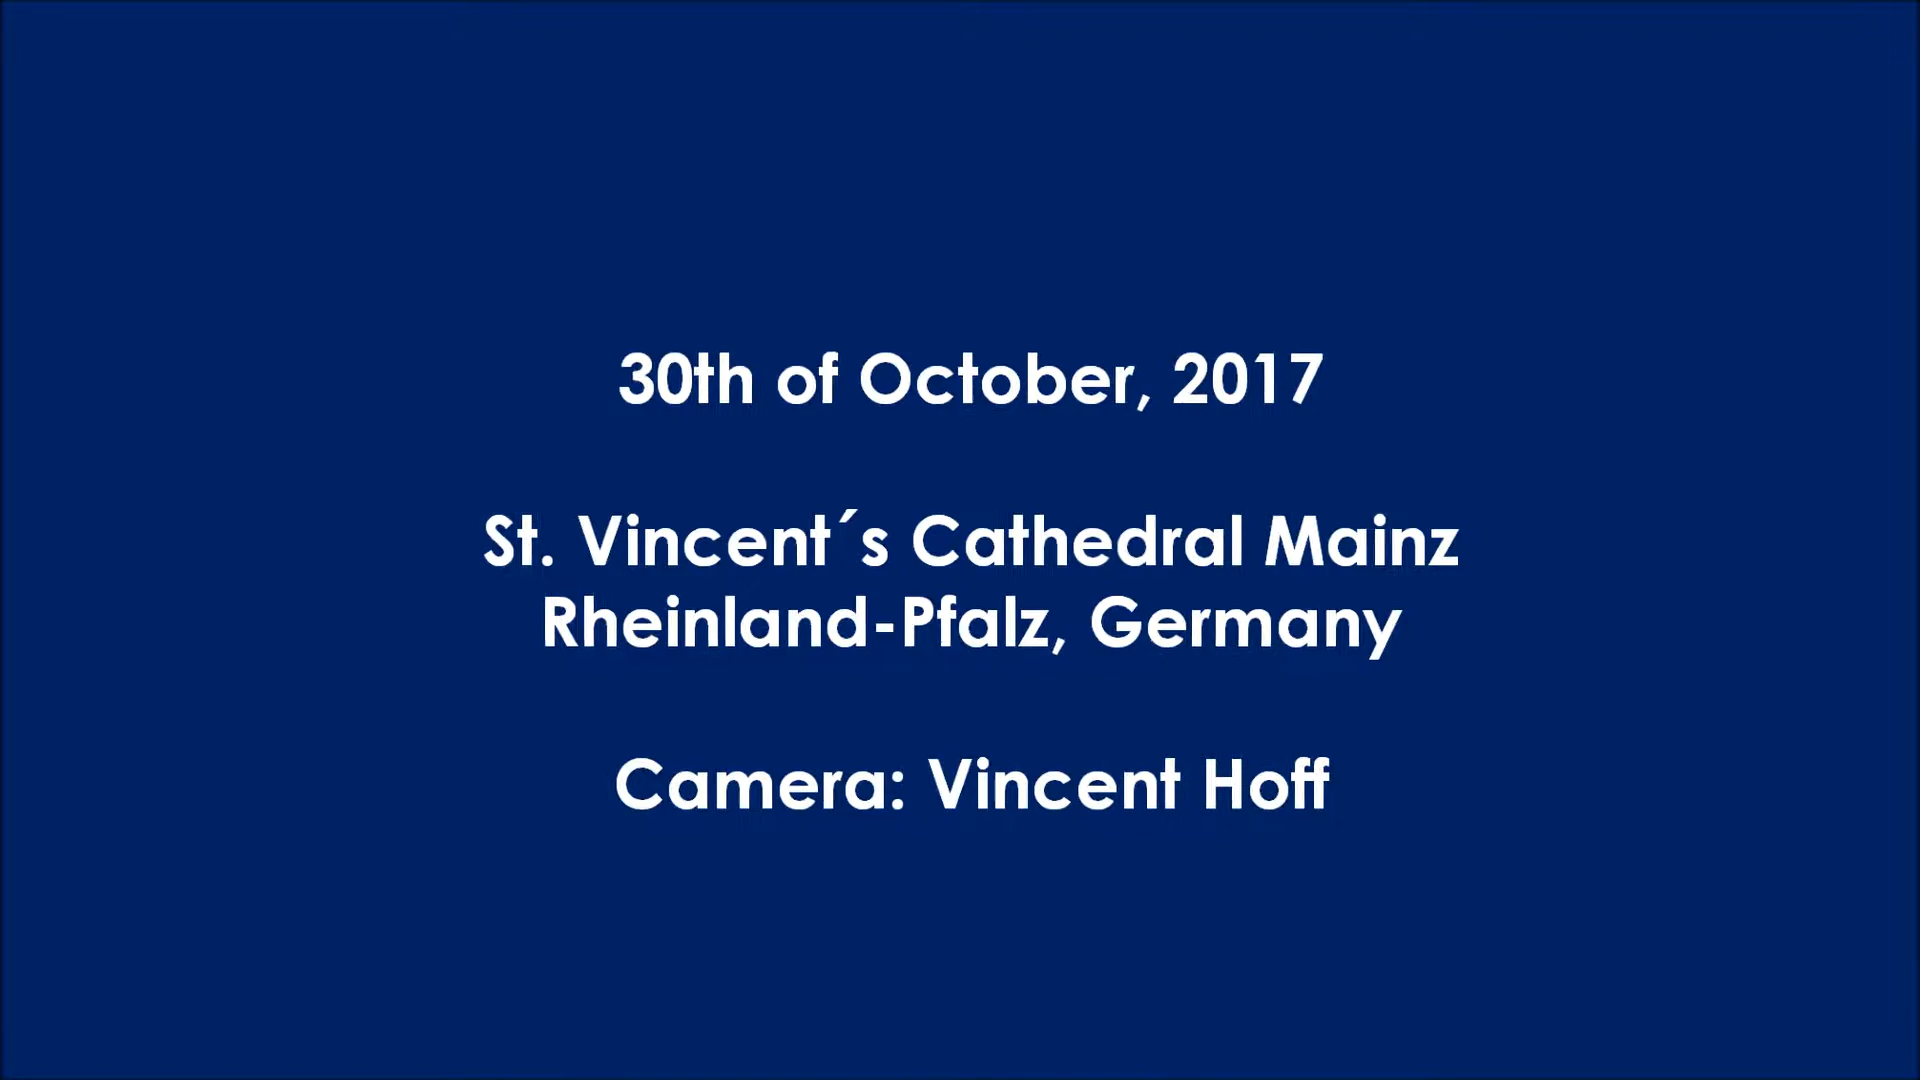 30th of October, 2017
St. Vincent´s Cathedral Mainz
Rheinland-Pfalz, Germany
Camera: Vincent Hoff